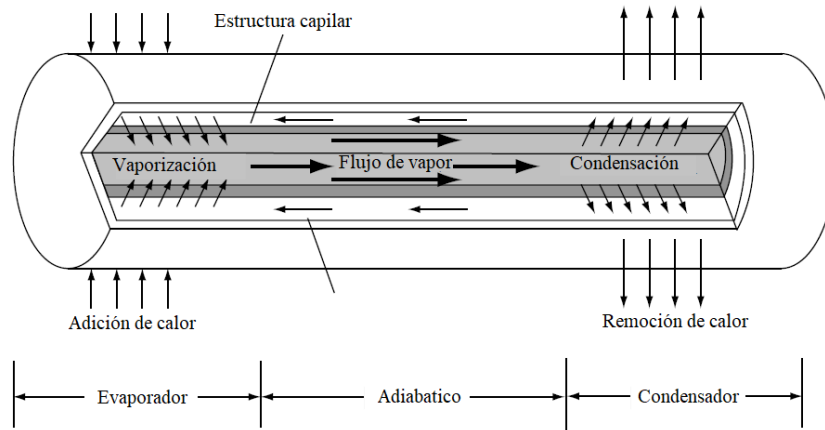 Estructura capilar
Vaporización
Flujo de vapor
Condensación
Adición de calor
Remoción de calor
Evaporador
Adiabatico
Condensador